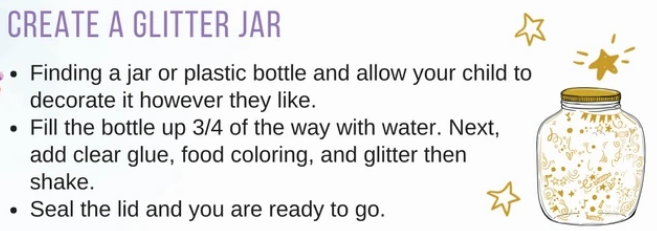 CREATE A GLITTER JAR
• Finding a jar or plastic bottle and allow your child to
decorate it however they like.
• Fill the bottle up 3/4 of the way with water. Next,
add clear glue, food coloring, and glitter then
shake.
• Seal the lid and you are ready to go.